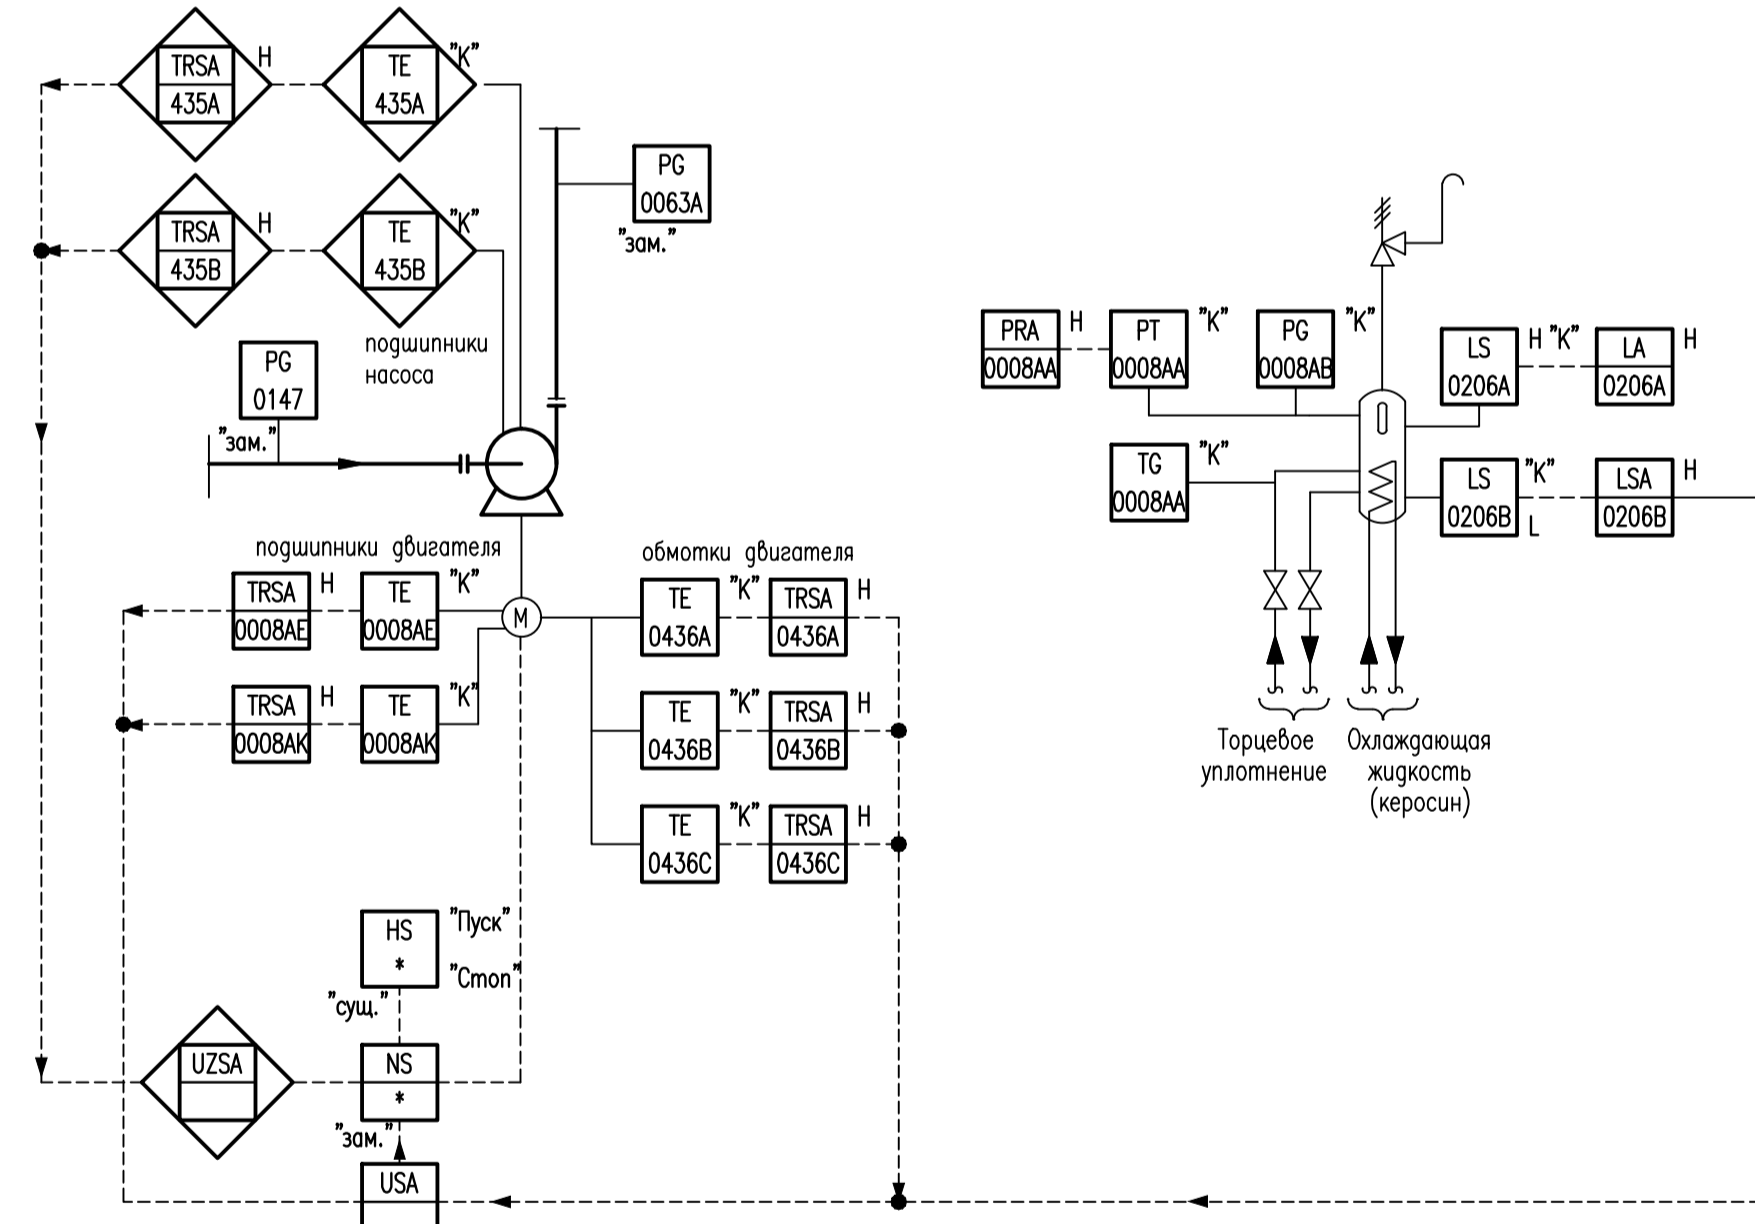 TRSA
435A
H
TE
435A
"К"
TRSA
435B
H
TE
435B
"К"
подшипники
насоса
PG
0063A
"зам."
PG
0147
"зам."
PRA
0008AA
H
PT
0008AA
"К"
PG
0008AB
"К"
LS
0206A
H "К"
LA
0206A
H
TG
0008AA
"К"
LS
0206B
"К"
L
LSA
0206B
H
подшипники двигателя
обмотки двигателя
TRSA
0008AE
H
TE
0008AE
"К"
M
TE
0436A
"К"
TRSA
0436A
H
TRSA
0008AK
H
TE
0008AK
"К"
TE
0436B
"К"
TRSA
0436B
H
TE
0436C
"К"
TRSA
0436C
H
Торцевое
уплотнение
Охлаждающая
жидкость
(керосин)
HS
*
"Пуск"
"Стоп"
"сущ."
UZSA
NS
*
"зам."
USA